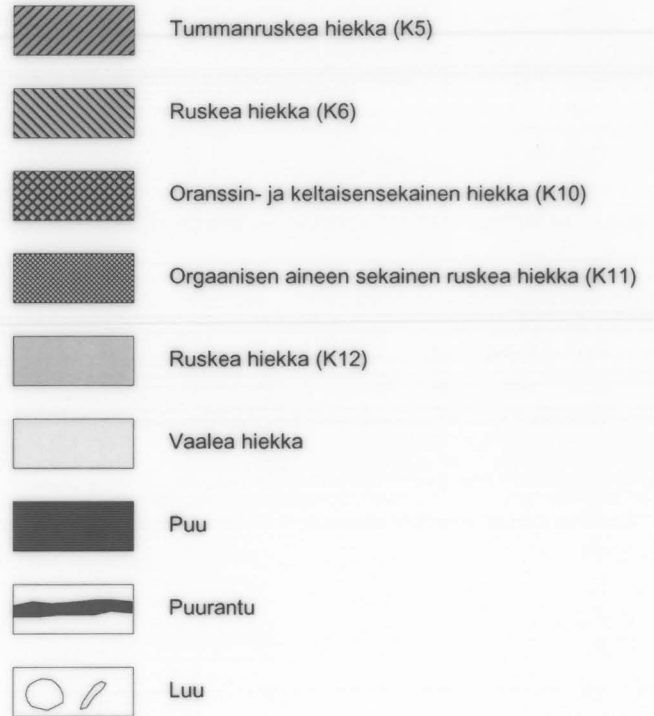 Tummanruskea hiekka (K5)
Ruskea hiekka (K6)
Oranssin- ja keltaisensekainen hiekka (K10)
Orgaanisen aineen sekainen ruskea hiekka (K11)
Ruskea hiekka (K12)
Vaalea hiekka
Puu
Puurantu
Luu